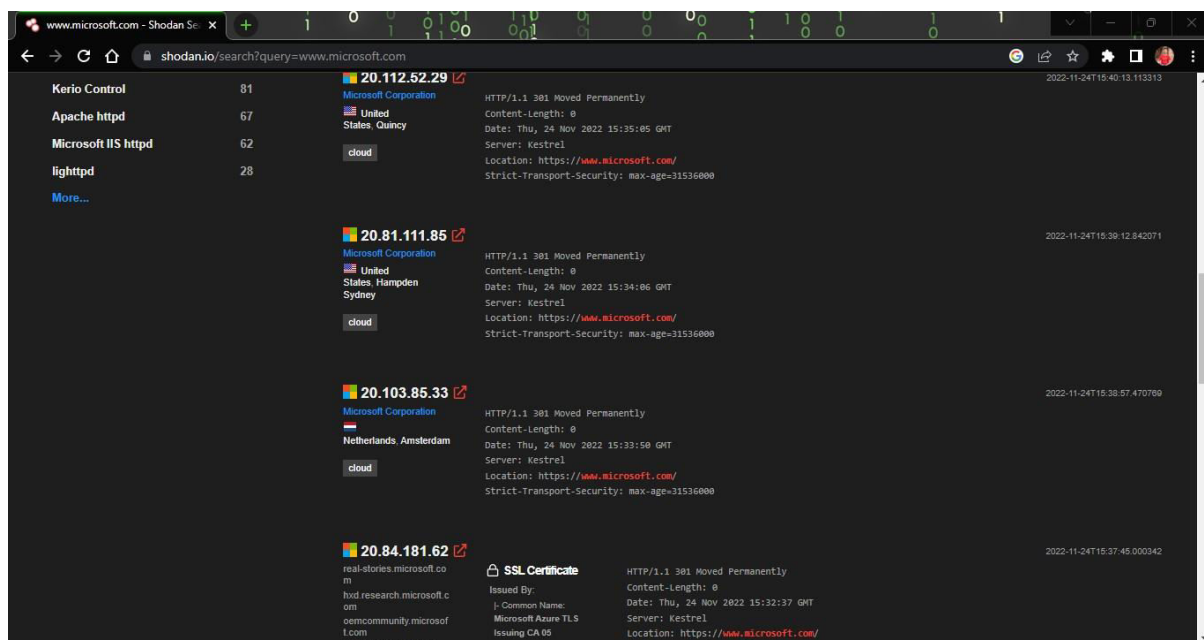 www.microsoft.com - Shodan Se
shodan.io/search?query=www.microsoft.com
Kerio Control 81
Apache httpd 67
Microsoft IIS httpd 62
lighttpd 28
More...
20.112.52.29
2022-11-24T15:40:13.113313
Microsoft Corporation
United
States, Quincy
cloud
HTTP/1.1 301 Moved Permanently
Content-Length: 0
Date: Thu, 24 Nov 2022 15:35:05 GMT
Server: Kestrel
Location: https://www.microsoft.com/
Strict-Transport-Security: max-age=31536000
20.81.111.85
2022-11-24T15:39:12.842071
Microsoft Corporation
United
States, Hampden
Sydney
cloud
HTTP/1.1 301 Moved Permanently
Content-Length: 0
Date: Thu, 24 Nov 2022 15:34:06 GMT
Server: Kestrel
Location: https://www.microsoft.com/
Strict-Transport-Security: max-age=31536000
20.103.85.33
2022-11-24T15:38:57.470769
Microsoft Corporation
Netherlands, Amsterdam
cloud
HTTP/1.1 301 Moved Permanently
Content-Length: 0
Date: Thu, 24 Nov 2022 15:33:50 GMT
Server: Kestrel
Location: https://www.microsoft.com/
Strict-Transport-Security: max-age=31536000
20.84.181.62
2022-11-24T15:37:45.000342
real-stories.microsoft.co
m
hxd.research.microsoft.c
om
oemcommunity.microsof
t.com
SSL Certificate
Issued By:
|- Common Name:
Microsoft Azure TLS
Issuing CA 05
HTTP/1.1 301 Moved Permanently
Content-Length: 0
Date: Thu, 24 Nov 2022 15:32:37 GMT
Server: Kestrel
Location: https://www.microsoft.com/